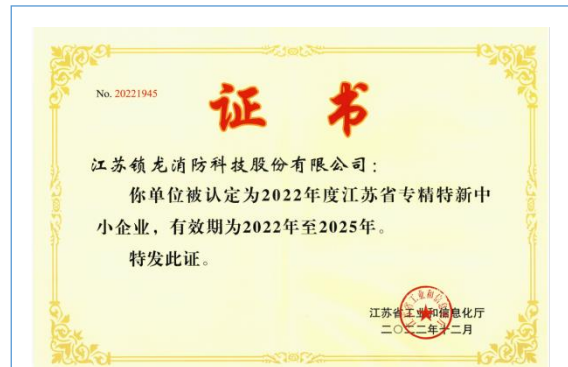 No. 20221945
证 书
江苏锁龙消防科技股份有限公司：
你单位被认定为2022年度江苏省专精特新中
小企业，有效期为2022年至2025年。
特发此证。
江苏省工业和信息化厅
二〇二二年十二月